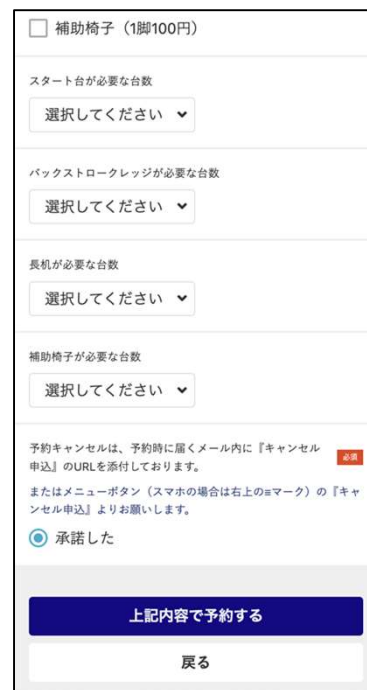 補助椅子（1脚100円）
スタート台が必要な台数
選択してください
バックストロークレッジが必要な台数
選択してください
長机が必要な台数
選択してください
補助椅子が必要な台数
選択してください
予約キャンセルは、予約時に届くメール内に『キャンセル
申込』のURLを添付しております。
必須
またはメニューボタン（スマホの場合は右上の≡マーク）の『キャ
ンセル申込』よりお願いします。
承諾した
上記内容で予約する
戻る